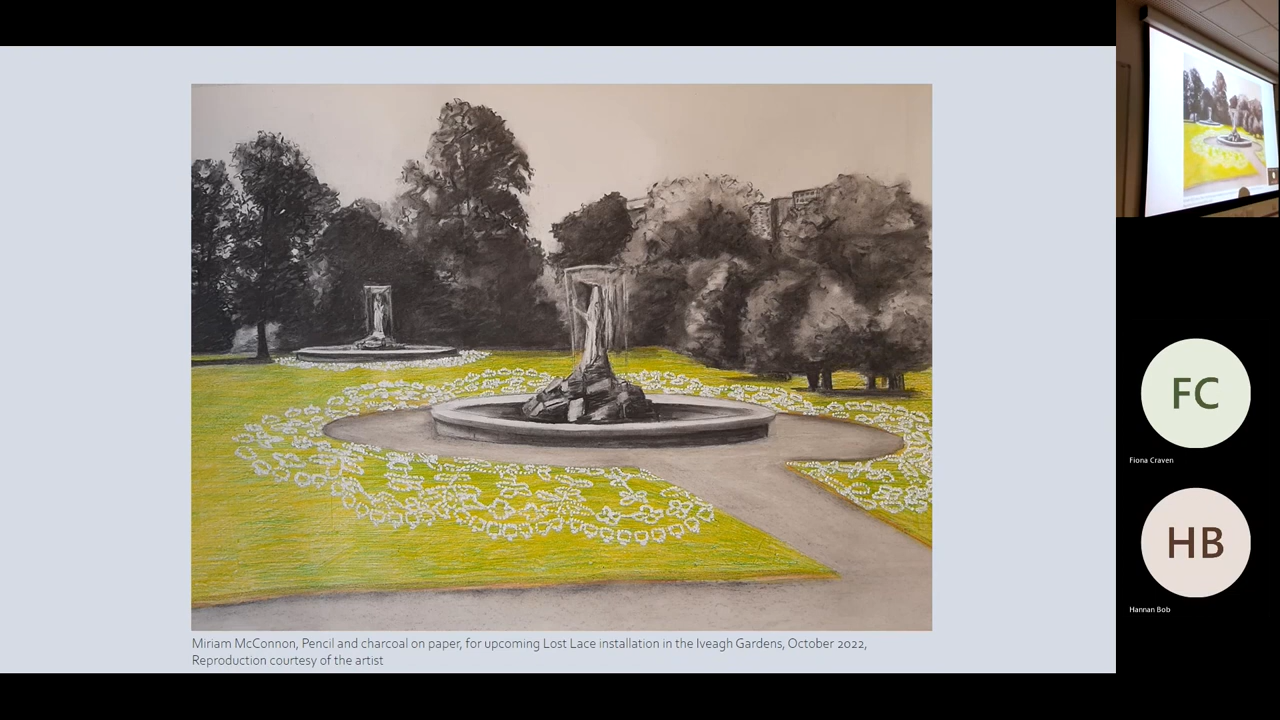 Miriam McConnon, Pencil and charcoal on paper, for upcoming Lost Lace installation in the Iveagh Gardens, October 2022,
Reproduction courtesy of the artist
FC
Fiona Craven
HB
Hannan Bob